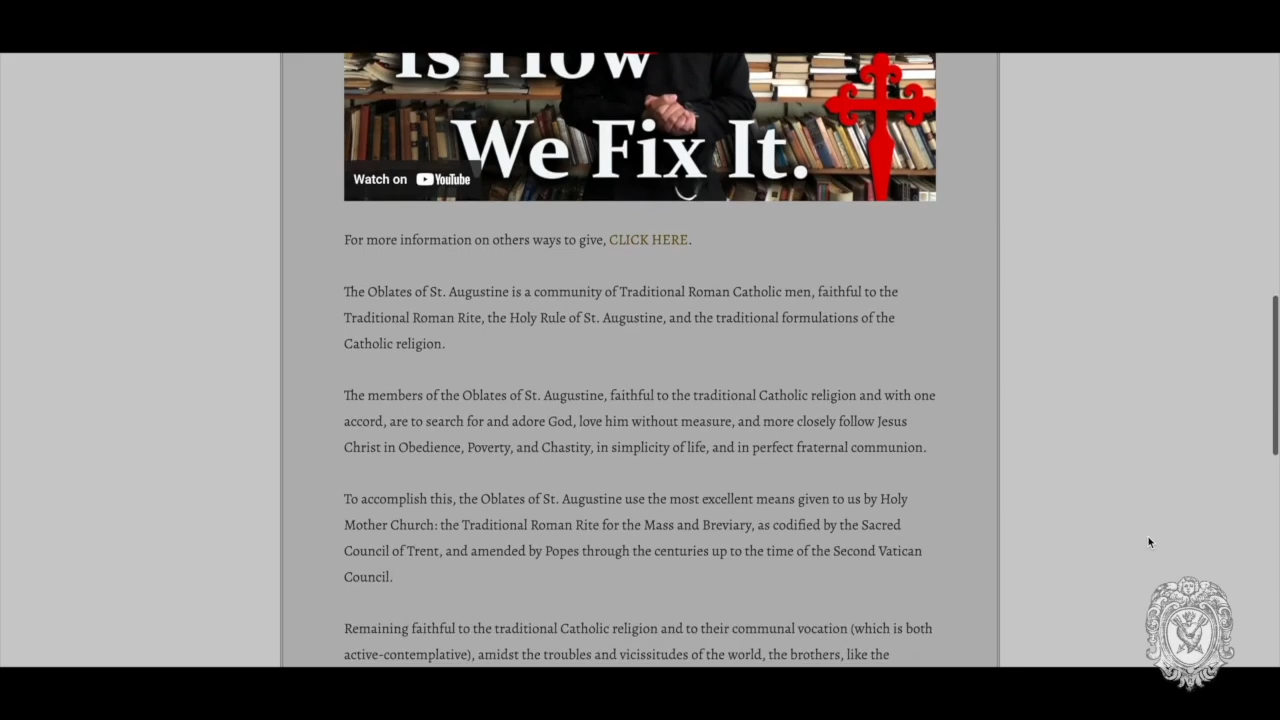 Is How
We Fix It.
Watch on YouTube
For more information on others ways to give, CLICK HERE.
The Oblates of St. Augustine is a community of Traditional Roman Catholic men, faithful to the
Traditional Roman Rite, the Holy Rule of St. Augustine, and the traditional formulations of the
Catholic religion.
The members of the Oblates of St. Augustine, faithful to the traditional Catholic religion and with one
accord, are to search for and adore God, love him without measure, and more closely follow Jesus
Christ in Obedience, Poverty, and Chastity, in simplicity of life, and in perfect fraternal communion.
To accomplish this, the Oblates of St. Augustine use the most excellent means given to us by Holy
Mother Church: the Traditional Roman Rite for the Mass and Breviary, as codified by the Sacred
Council of Trent, and amended by Popes through the centuries up to the time of the Second Vatican
Council.
Remaining faithful to the traditional Catholic religion and to their communal vocation (which is both
active-contemplative), amidst the troubles and vicissitudes of the world, the brothers, like the